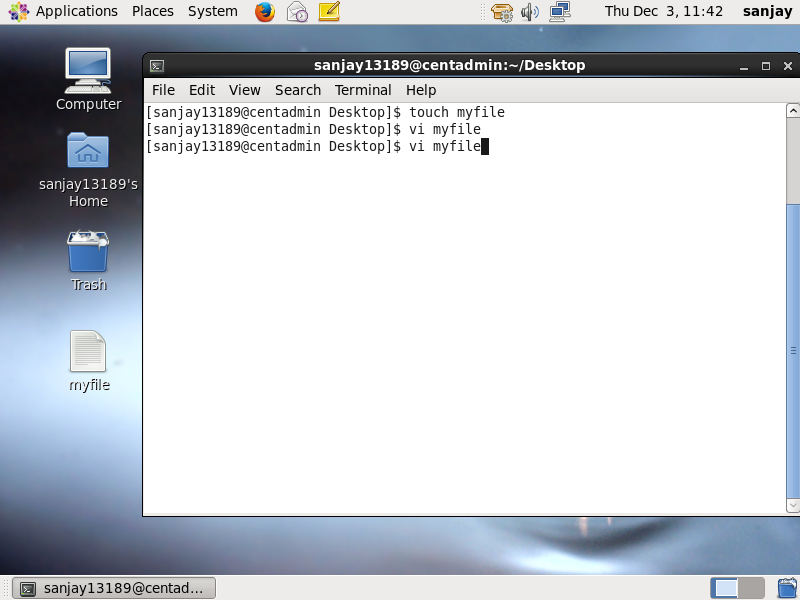 Applications Places System Thu Dec 3, 11:42 sanjay
sanjay13189@centadmin:~/Desktop
File Edit View Search Terminal Help
[sanjay13189@centadmin Desktop]$ touch myfile
[sanjay13189@centadmin Desktop]$ vi myfile
[sanjay13189@centadmin Desktop]$ vi myfile
Computer
sanjay13189's
Home
Trash
myfile
sanjay13189@centad...